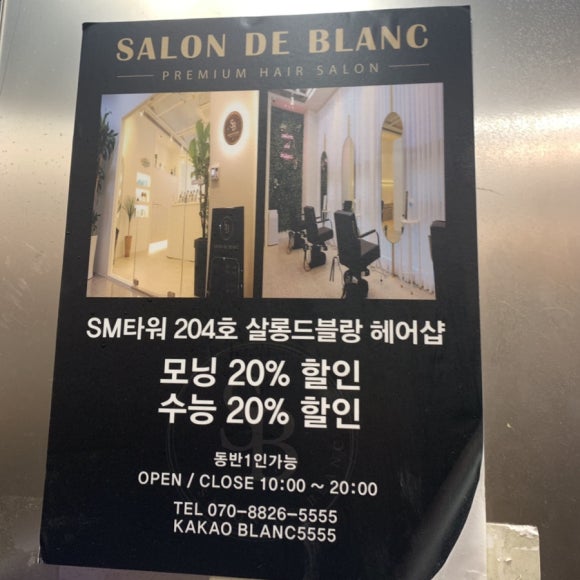 SALON DE BLANC
PREMIUM HAIR SALON
SM타워 204호 살롱드블랑 헤어샵
모닝 20% 할인
수능 20% 할인
동반1인가능
OPEN / CLOSE 10:00 ~ 20:00
TEL 070-8826-5555
KAKAO BLANC5555